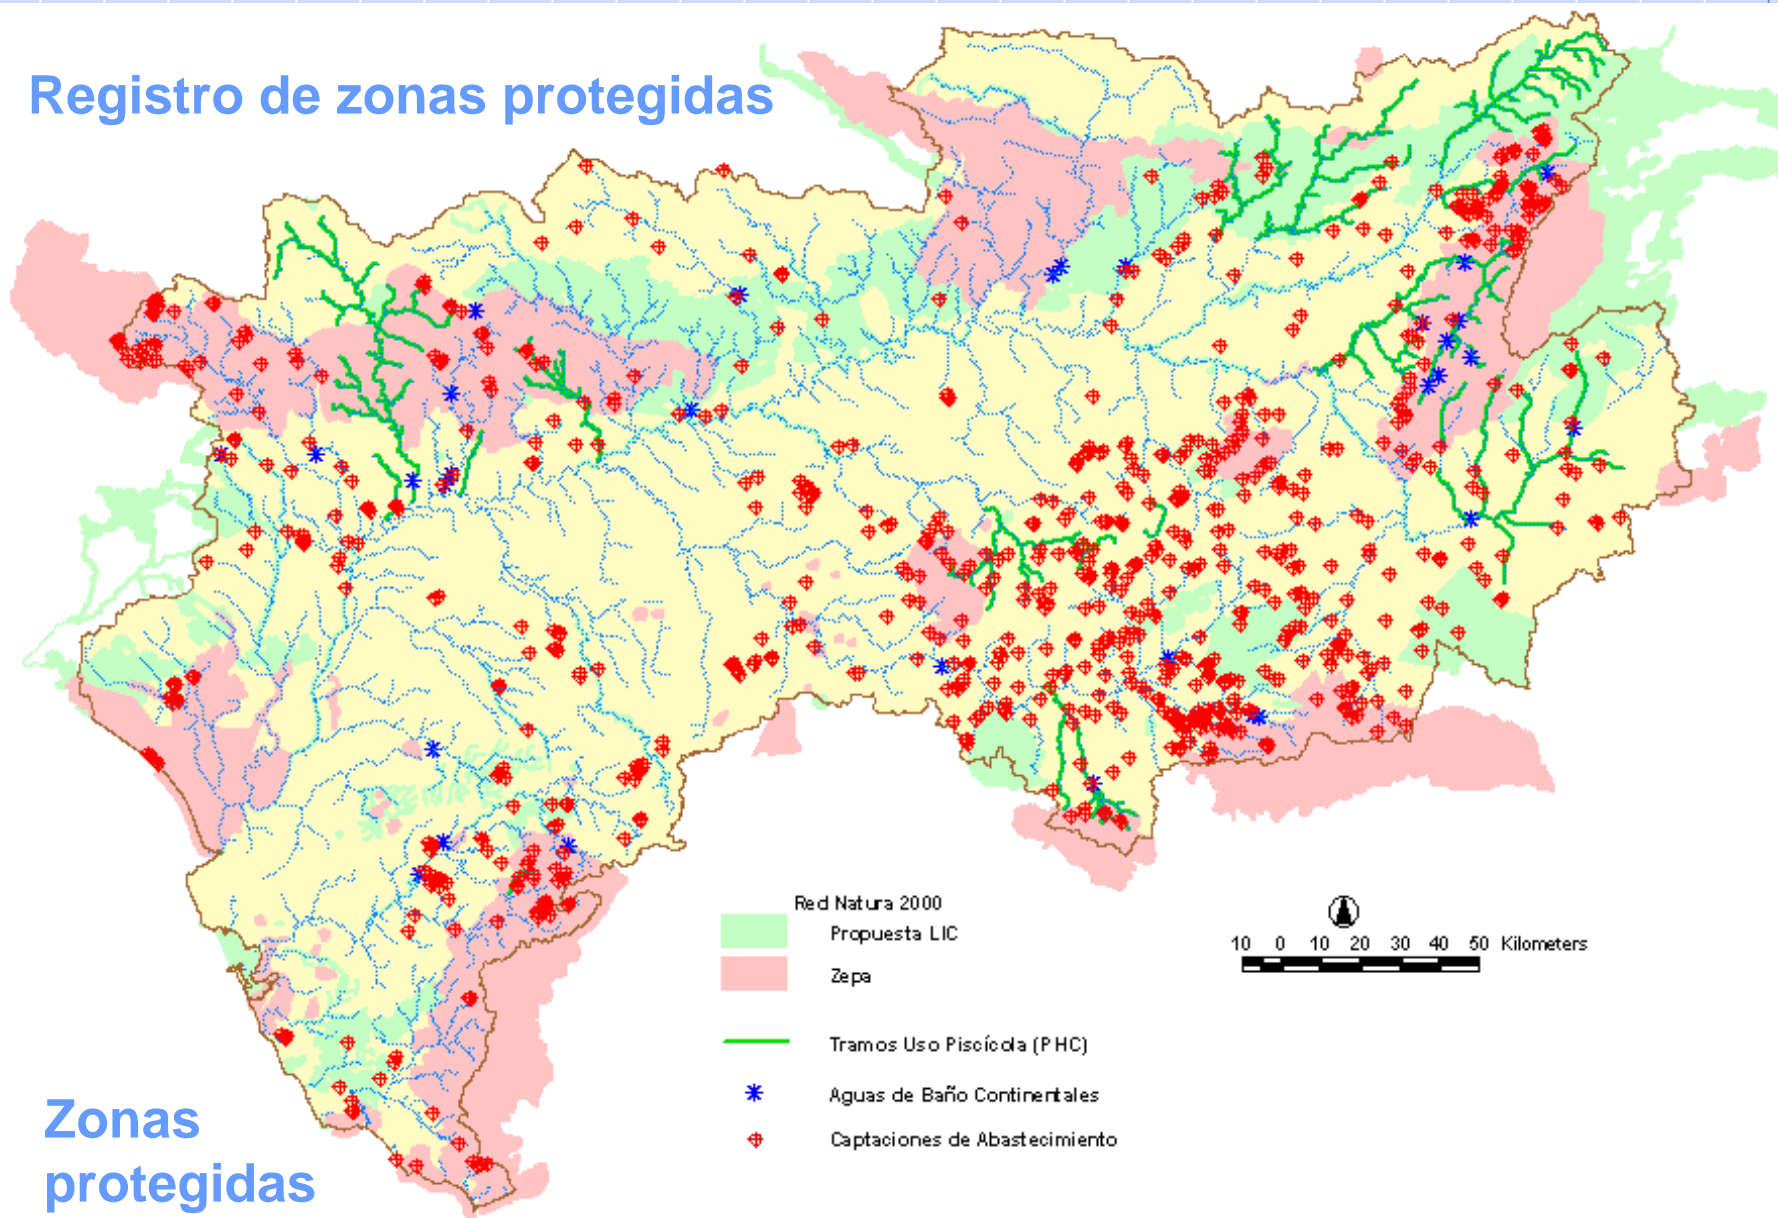 Registro de zonas protegidas
Red Natura 2000
Propuesta LIC
Zepa
Tramos Uso Piscícola (PHC)
Aguas de Baño Continentales
Captaciones de Abastecimiento
10 0 10 20 30 40 50 Kilometers
Zonas
protegidas